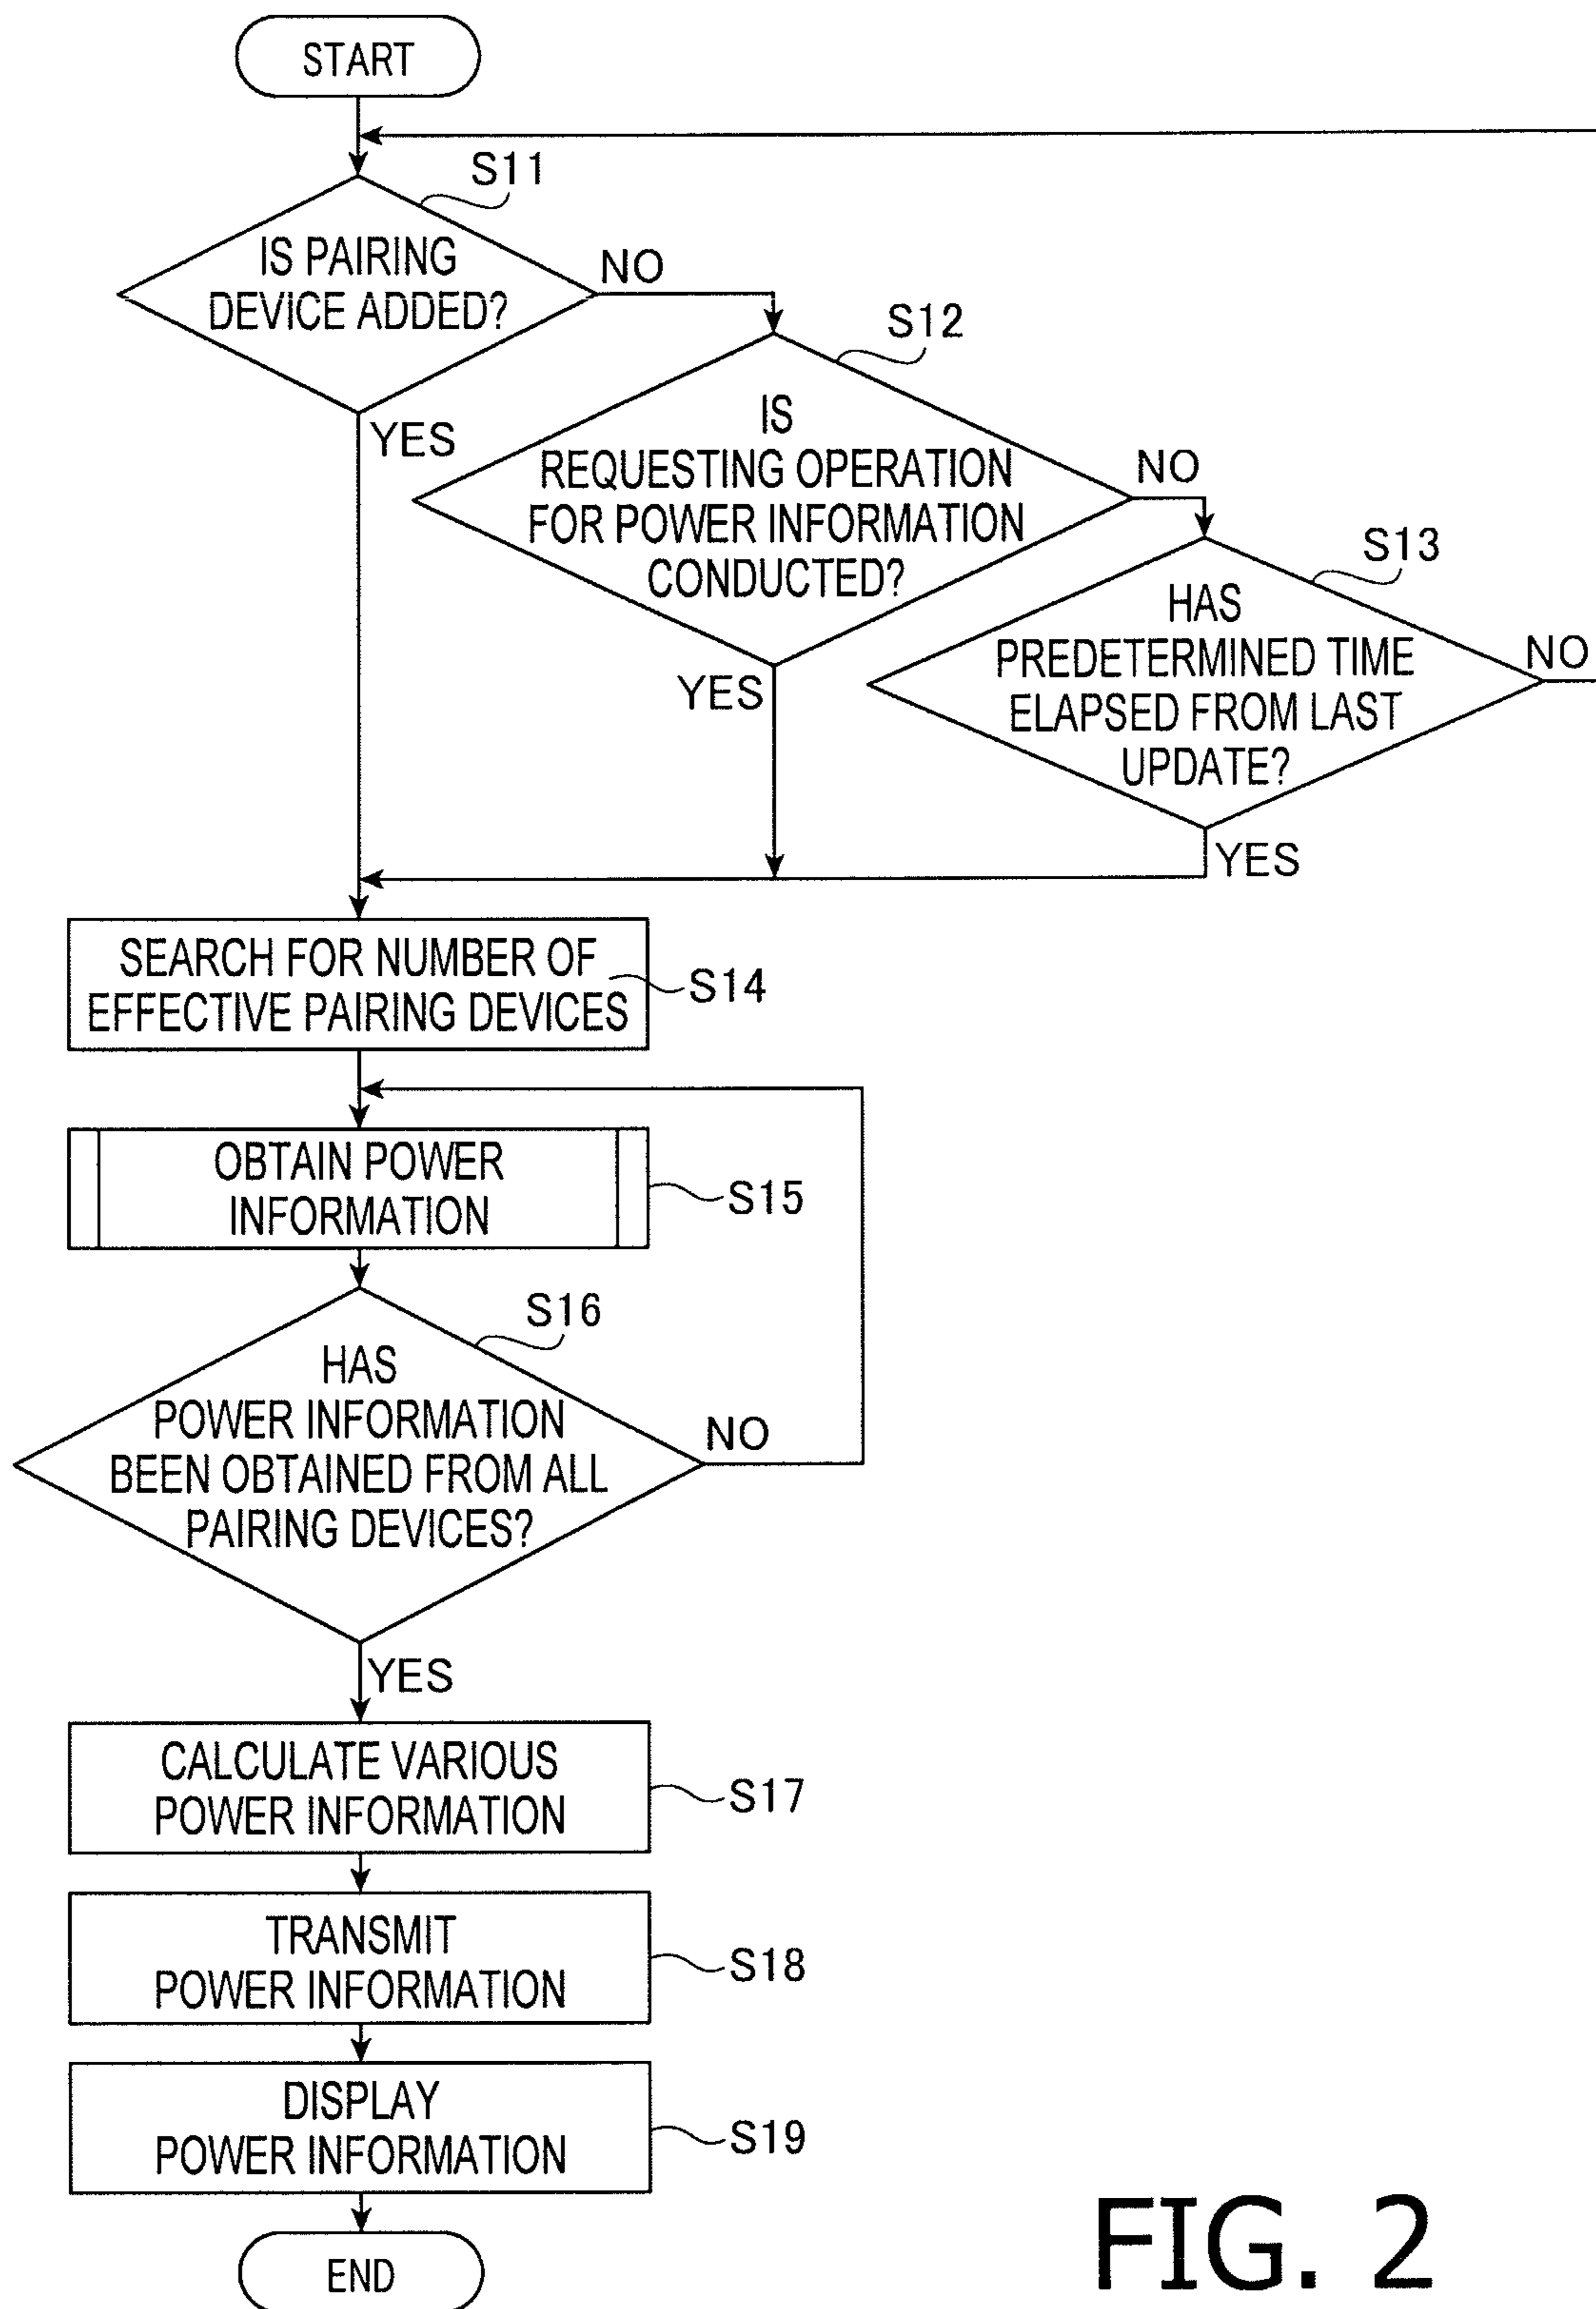 START
S11
IS PAIRING
DEVICE ADDED?
NO
YES
S12
IS
REQUESTING OPERATION
FOR POWER INFORMATION
CONDUCTED?
NO
YES
S13
HAS
PREDETERMINED TIME
ELAPSED FROM LAST
UPDATE?
NO
YES
SEARCH FOR NUMBER OF
EFFECTIVE PAIRING DEVICES
S14
OBTAIN POWER
INFORMATION
S15
S16
HAS
POWER INFORMATION
BEEN OBTAINED FROM ALL
PAIRING DEVICES?
NO
YES
CALCULATE VARIOUS
POWER INFORMATION
S17
TRANSMIT
POWER INFORMATION
S18
DISPLAY
POWER INFORMATION
S19
END
FIG. 2